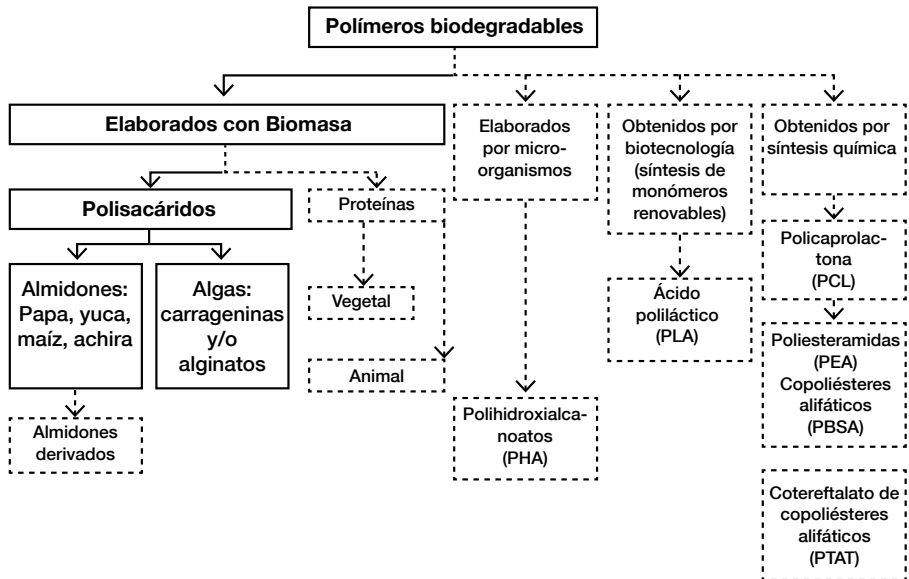 Polímeros biodegradables
Elaborados con Biomasa
Elaborados
por micro-
organismos
Obtenidos por
biotecnología
(síntesis de
monómeros
renovables)
Obtenidos por
síntesis química
Polisacáridos
Proteínas
Almidones:
Papa, yuca,
maíz, achira
Algas:
carrageninas
y/o
alginatos
Vegetal
Animal
Almidones
derivados
Polihidroxialca-
noatos
(PHA)
Ácido
poliláctico
(PLA)
Policaprolac-
tona
(PCL)
Poliesteramidas
(PEA)
Copoliésteres
alifáticos
(PBSA)
Cotereftalato de
copoliésteres
alifáticos
(PTAT)